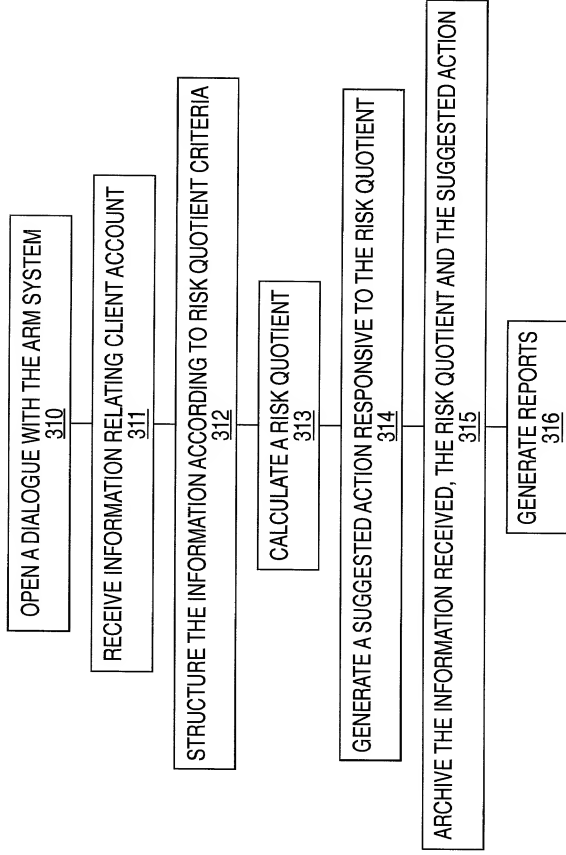 OPEN A DIALOGUE WITH THE ARM SYSTEM
310
RECEIVE INFORMATION RELATING CLIENT ACCOUNT
311
STRUCTURE THE INFORMATION ACCORDING TO RISK QUOTIENT CRITERIA
312
CALCULATE A RISK QUOTIENT
313
GENERATE A SUGGESTED ACTION RESPONSIVE TO THE RISK QUOTIENT
314
ARCHIVE THE INFORMATION RECEIVED, THE RISK QUOTIENT AND THE SUGGESTED ACTION
315
GENERATE REPORTS
316